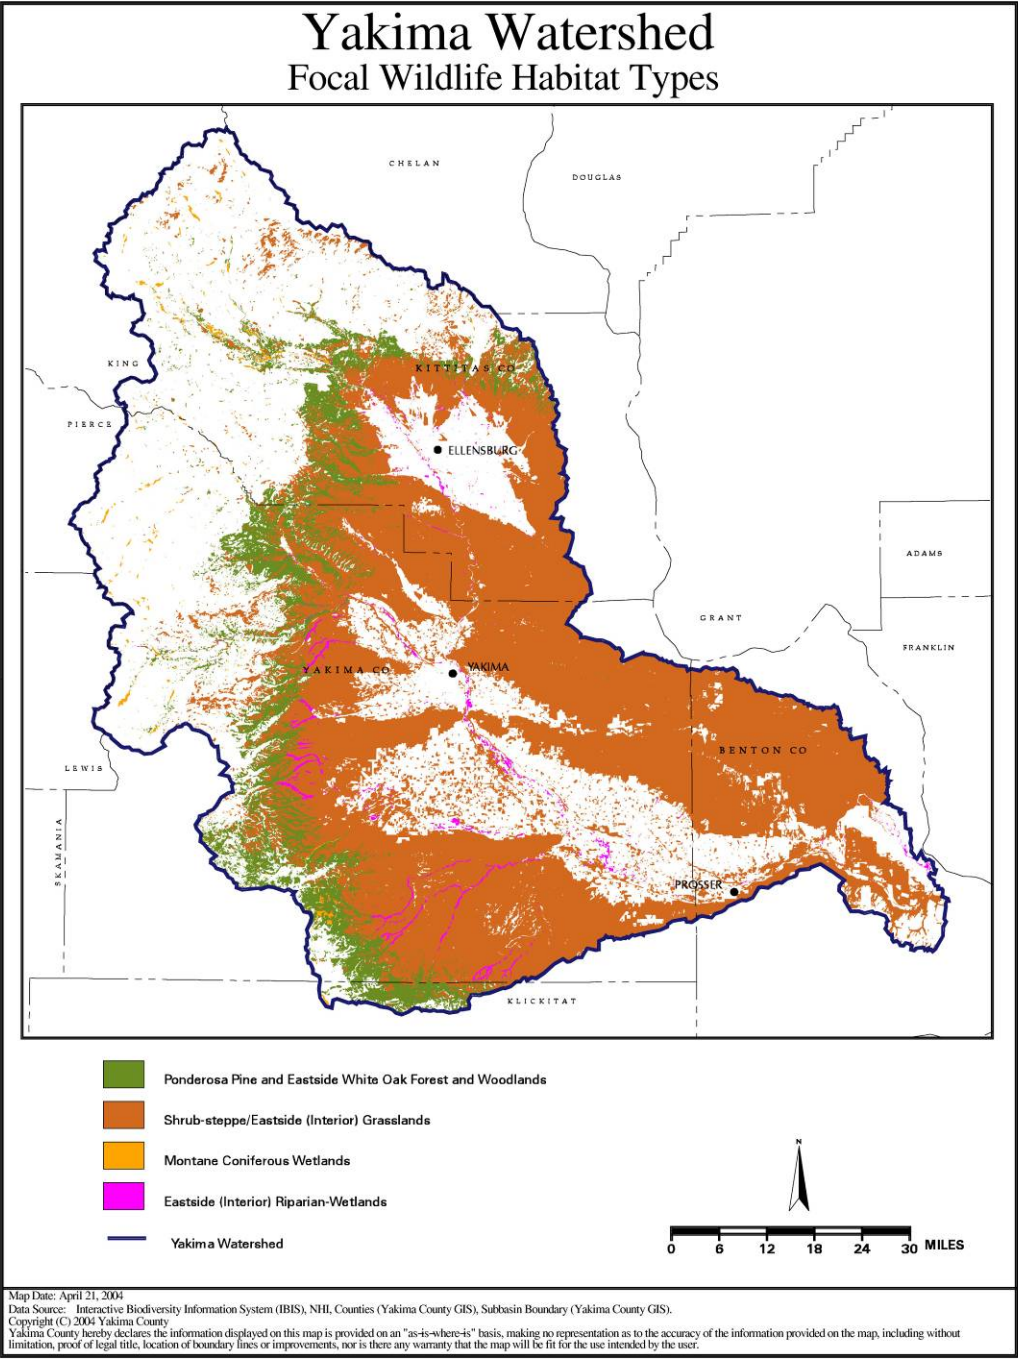 Yakima Watershed
Focal Wildlife Habitat Types
CHELAN
DOUGLAS
KING
KITTITAS CO
PIERCE
ELLENSBURG
ADAMS
GRANT
FRANKLIN
YAKIMA CO
YAKIMA
BENTON CO
LEWIS
SKAMANIA
PROSSER
KLICKITAT
Ponderosa Pine and Eastside White Oak Forest and Woodlands
Shrub-steppe/Eastside (Interior) Grasslands
Montane Coniferous Wetlands
Eastside (Interior) Riparian-Wetlands
Yakima Watershed
N
0 6 12 18 24 30 MILES
Map Date: April 21, 2004
Data Source: Interactive Biodiversity Information System (IBIS), NHI, Counties (Yakima County GIS), Subbasin Boundary (Yakima County GIS).
Copyright (C) 2004 Yakima County
Yakima County hereby declares the information displayed on this map is provided on an "as-is-where-is" basis, making no representation as to the accuracy of the information provided on the map, including without
limitation, proof of legal title, location of boundary lines or improvements, nor is there any warranty that the map will be fit for the use intended by the user.